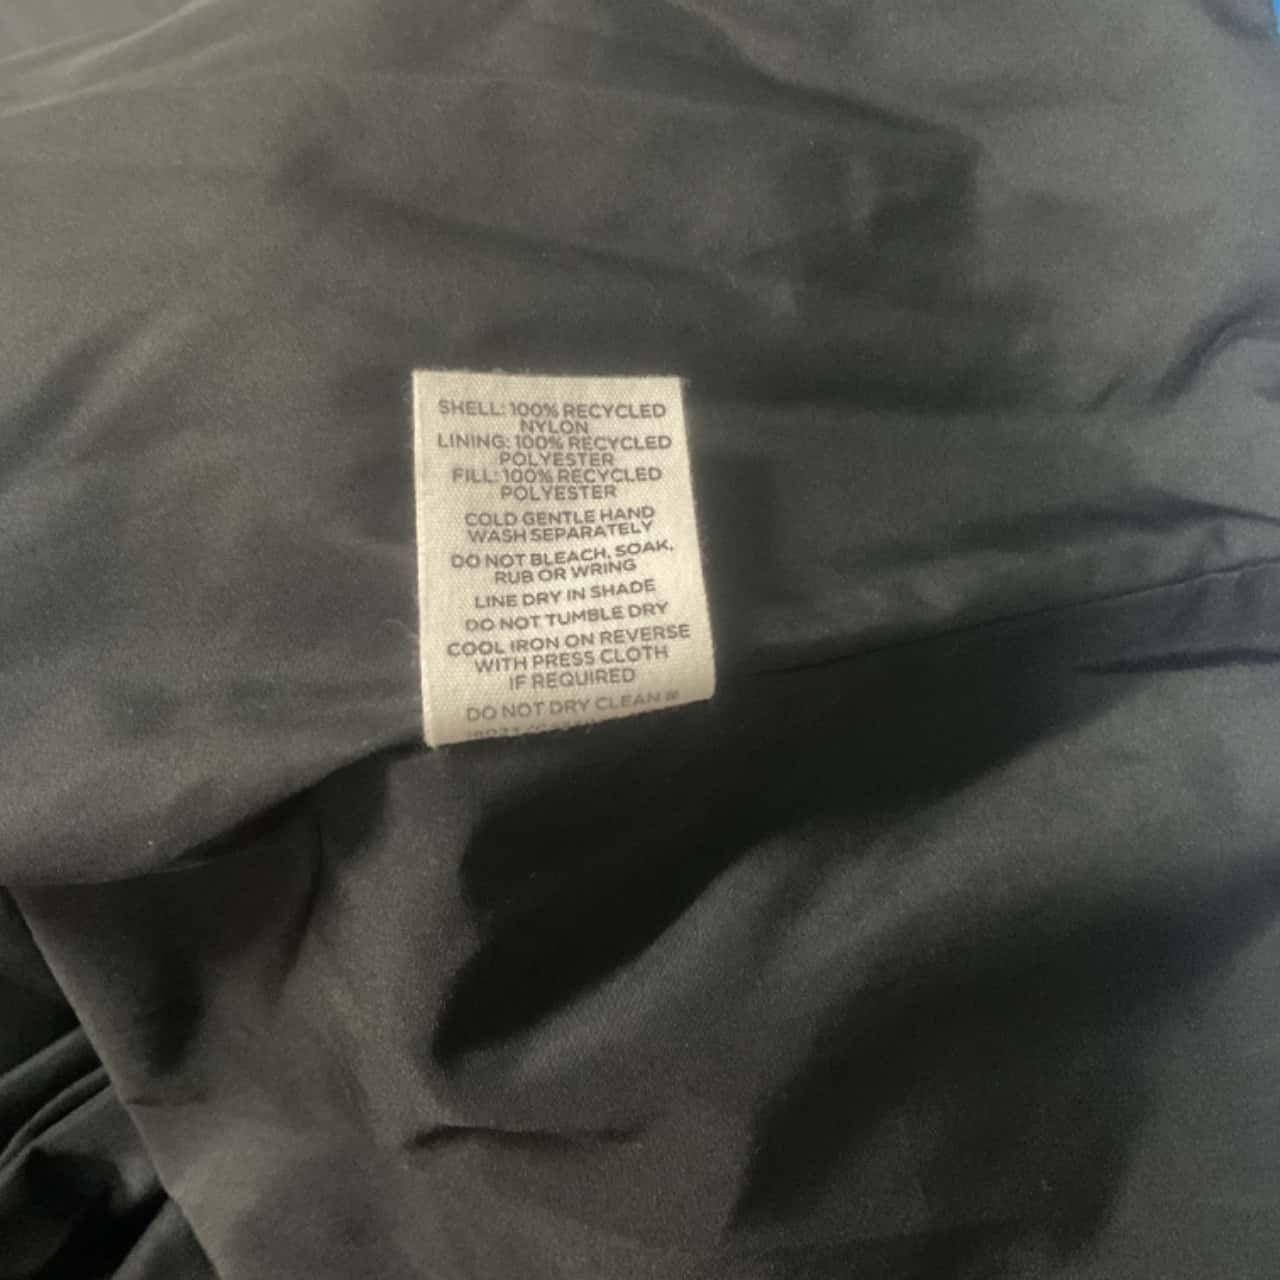 SHELL: 100% RECYCLED
NYLON
LINING: 100% RECYCLED
POLYESTER
FILL: 100% RECYCLED
POLYESTER
COLD GENTLE HAND
WASH SEPARATELY
DO NOT BLEACH, SOAK,
RUB OR WRING
LINE DRY IN SHADE
DO NOT TUMBLE DRY
COOL IRON ON REVERSE
WITH PRESS CLOTH
IF REQUIRED
DO NOT DRY CLEAN